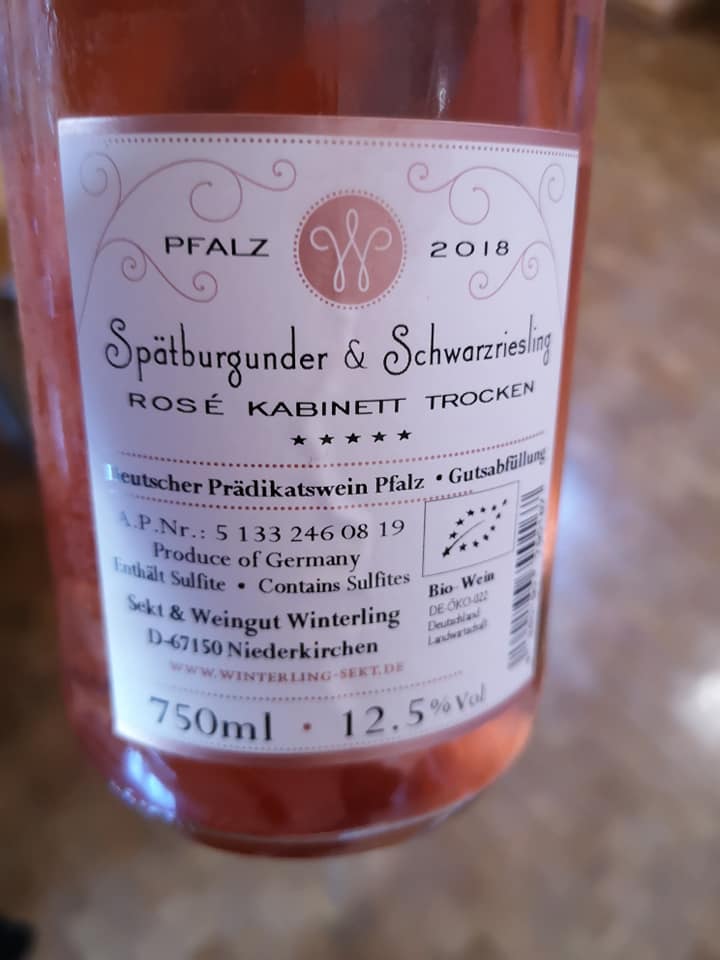 PFALZ W 2018
Spätburgunder & Schwarzriesling
ROSÉ KABINETT TROCKEN
★ ★ ★ ★ ★
Deutscher Prädikatswein Pfalz • Gutsabfüllung
A.P.Nr.: 5 133 246 08 19
Produce of Germany
Enthält Sulfite • Contains Sulfites
Sekt & Weingut Winterling
D-67150 Niederkirchen
WWW.WINTERLING-SEKT.DE
Bio-Wein
DE-ÖKO-022
Deutschland
Landwirtschaft
750ml • 12.5% Vol